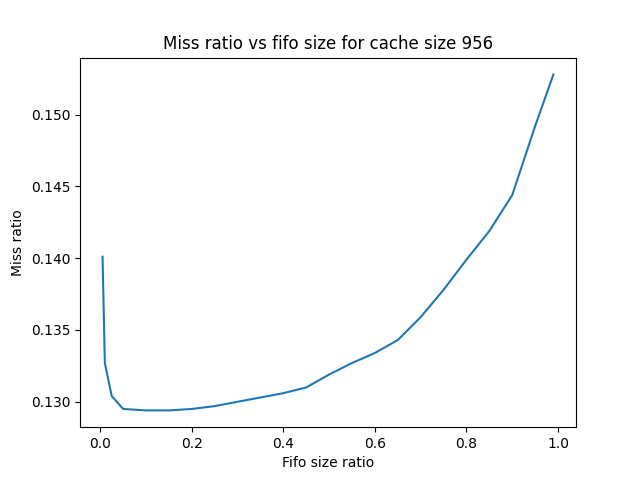 Miss ratio vs fifo size for cache size 956
0.150
0.145
0.140
0.135
0.130
Miss ratio
0.0 0.2 0.4 0.6 0.8 1.0
Fifo size ratio